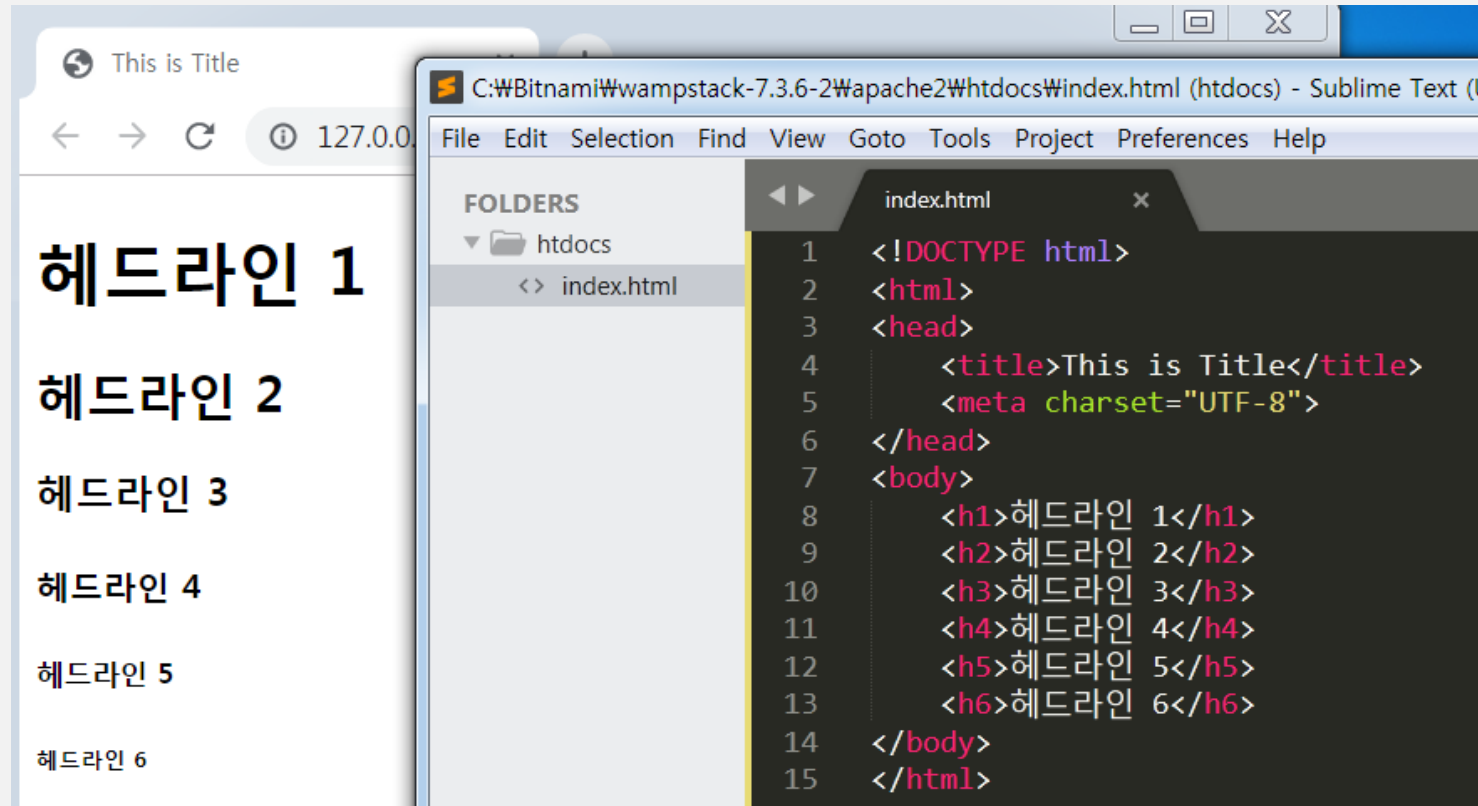 This is Title
127.0.0.
헤드라인 1
헤드라인 2
헤드라인 3
헤드라인 4
헤드라인 5
헤드라인 6
C:₩Bitnami₩wampstack-7.3.6-2₩apache2₩htdocs₩index.html (htdocs) - Sublime Text (
File Edit Selection Find View Goto Tools Project Preferences Help
FOLDERS
htdocs
<> index.html
index.html
1 <!DOCTYPE html>
2 <html>
3 <head>
4 <title>This is Title</title>
5 <meta charset="UTF-8">
6 </head>
7 <body>
8 <h1>헤드라인 1</h1>
9 <h2>헤드라인 2</h2>
10 <h3>헤드라인 3</h3>
11 <h4>헤드라인 4</h4>
12 <h5>헤드라인 5</h5>
13 <h6>헤드라인 6</h6>
14 </body>
15 </html>